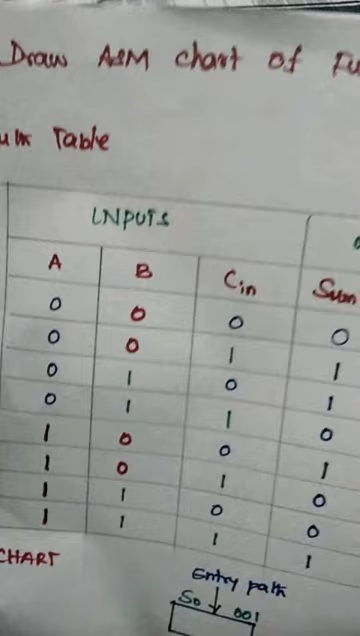 Draw ASM chart of Fu
Table
INPUTS
A B Cin Sum
0 0 0 0
0 0 1 1
0 1 0 1
0 1 1 0
1 0 0 1
1 0 1 0
1 1 0 0
1 1 1 1
CHART
Entry path
S0 001